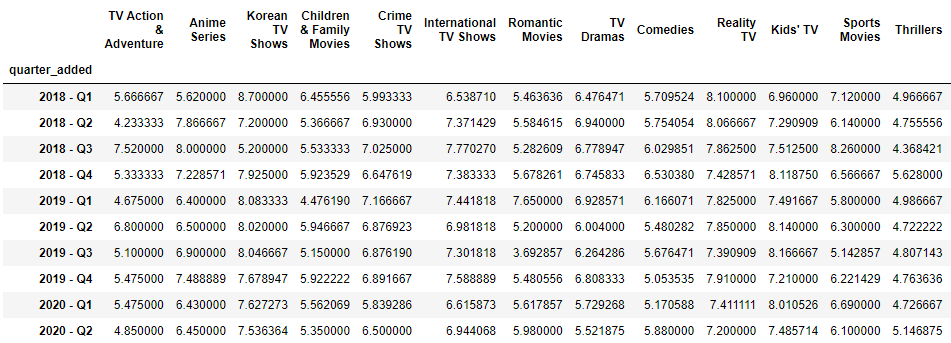 TV Action & Adventure Anime Series Korean TV Shows Children & Family Movies Crime TV Shows International TV Shows Romantic Movies TV Dramas Comedies Reality TV Kids' TV Sports Movies Thrillers
quarter_added
2018 - Q1 5.666667 5.620000 8.700000 6.455556 5.993333 6.538710 5.463636 6.476471 5.709524 8.100000 6.960000 7.120000 4.966667
2018 - Q2 4.233333 7.866667 7.200000 5.366667 6.930000 7.371429 5.584615 6.940000 5.754054 8.066667 7.290909 6.140000 4.755556
2018 - Q3 7.520000 8.000000 5.200000 5.533333 7.025000 7.770270 5.282609 6.778947 6.029851 7.862500 7.512500 8.260000 4.368421
2018 - Q4 5.333333 7.228571 7.925000 5.923529 6.647619 7.383333 5.678261 6.745833 6.530380 7.428571 8.118750 6.566667 5.628000
2019 - Q1 4.675000 6.400000 8.083333 4.476190 7.166667 7.441818 7.650000 6.928571 6.166071 7.825000 7.491667 5.800000 4.986667
2019 - Q2 6.800000 6.500000 8.020000 5.946667 6.876923 6.981818 5.200000 6.004000 5.480282 7.850000 8.140000 6.300000 4.722222
2019 - Q3 5.100000 6.900000 8.046667 5.150000 6.876190 7.301818 3.692857 6.264286 5.676471 7.390909 8.166667 5.142857 4.807143
2019 - Q4 5.475000 7.488889 7.678947 5.922222 6.891667 7.588889 5.480556 6.808333 5.053535 7.910000 7.210000 6.221429 4.763636
2020 - Q1 5.475000 6.430000 7.627273 5.562069 5.839286 6.615873 5.617857 5.729268 5.170588 7.411111 8.010526 6.690000 4.726667
2020 - Q2 4.850000 6.450000 7.536364 5.350000 6.500000 6.944068 5.980000 5.521875 5.880000 7.200000 7.485714 6.100000 5.146875